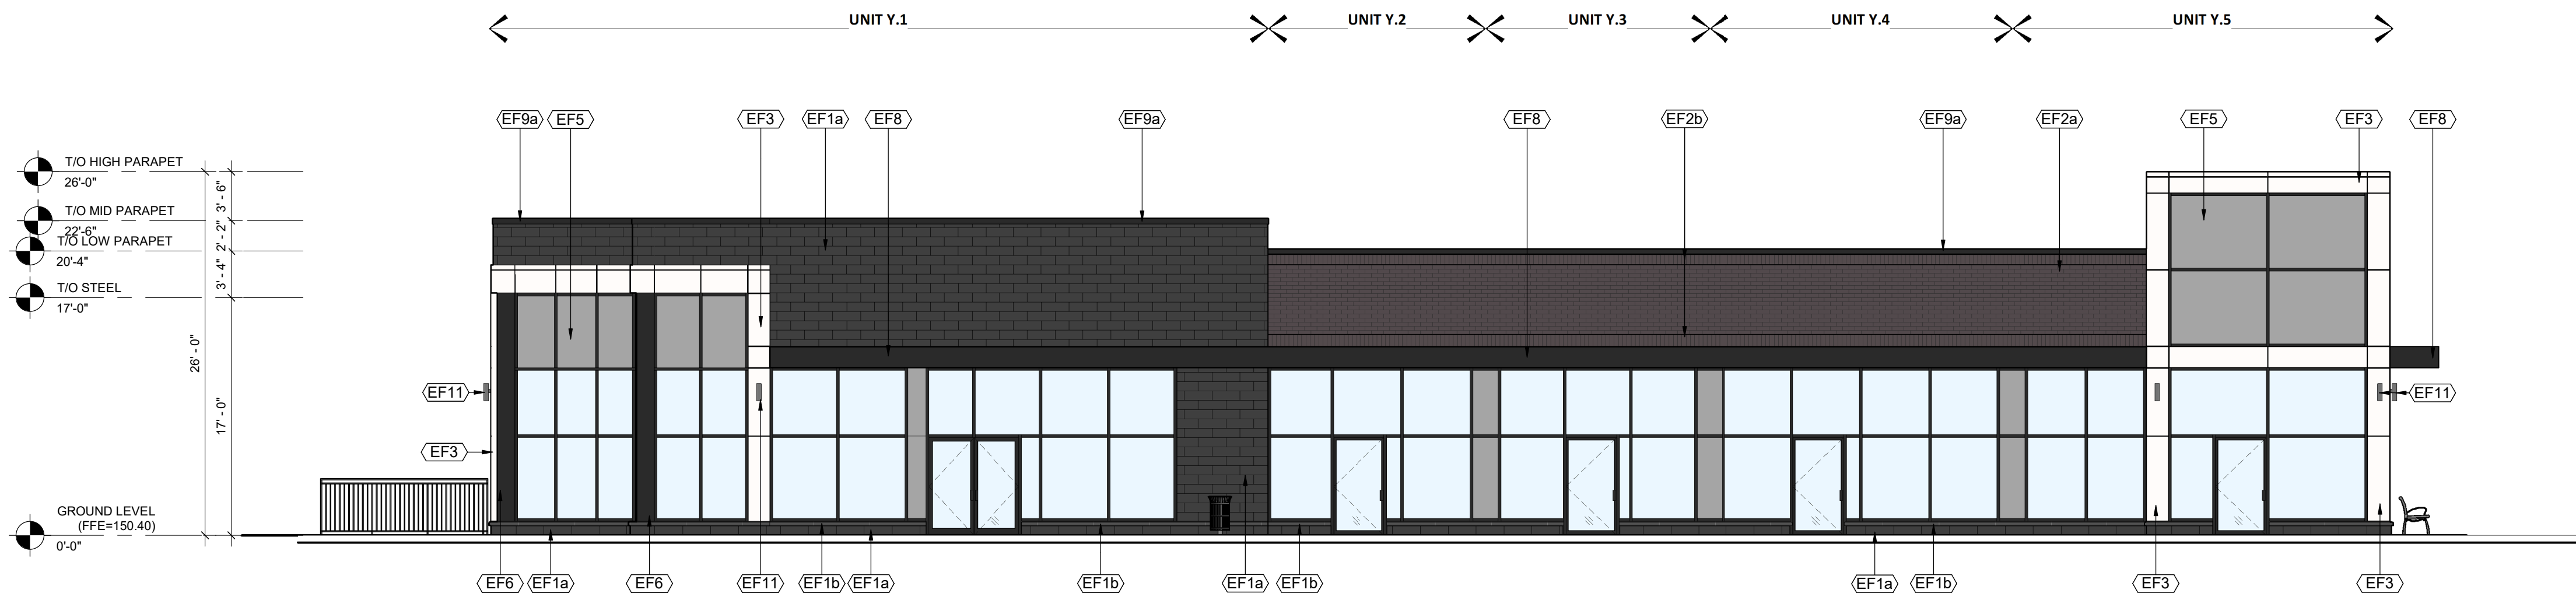 UNIT Y.1 UNIT Y.2 UNIT Y.3 UNIT Y.4 UNIT Y.5
EF9a EF5 EF3 EF1a EF8 EF9a EF8 EF2b EF9a EF2a EF5 EF3 EF8
T/O HIGH PARAPET
26'-0"
3' - 6"
T/O MID PARAPET
22'-6"
2' - 2"
T/O LOW PARAPET
20'-4"
3' - 4"
T/O STEEL
17'-0"
26' - 0"
17' - 0"
EF11 EF11
EF3
GROUND LEVEL
(FFE=150.40)
0'-0"
EF6 EF1a EF6 EF11 EF1b EF1a EF1b EF1a EF1b EF1a EF1b EF3 EF3